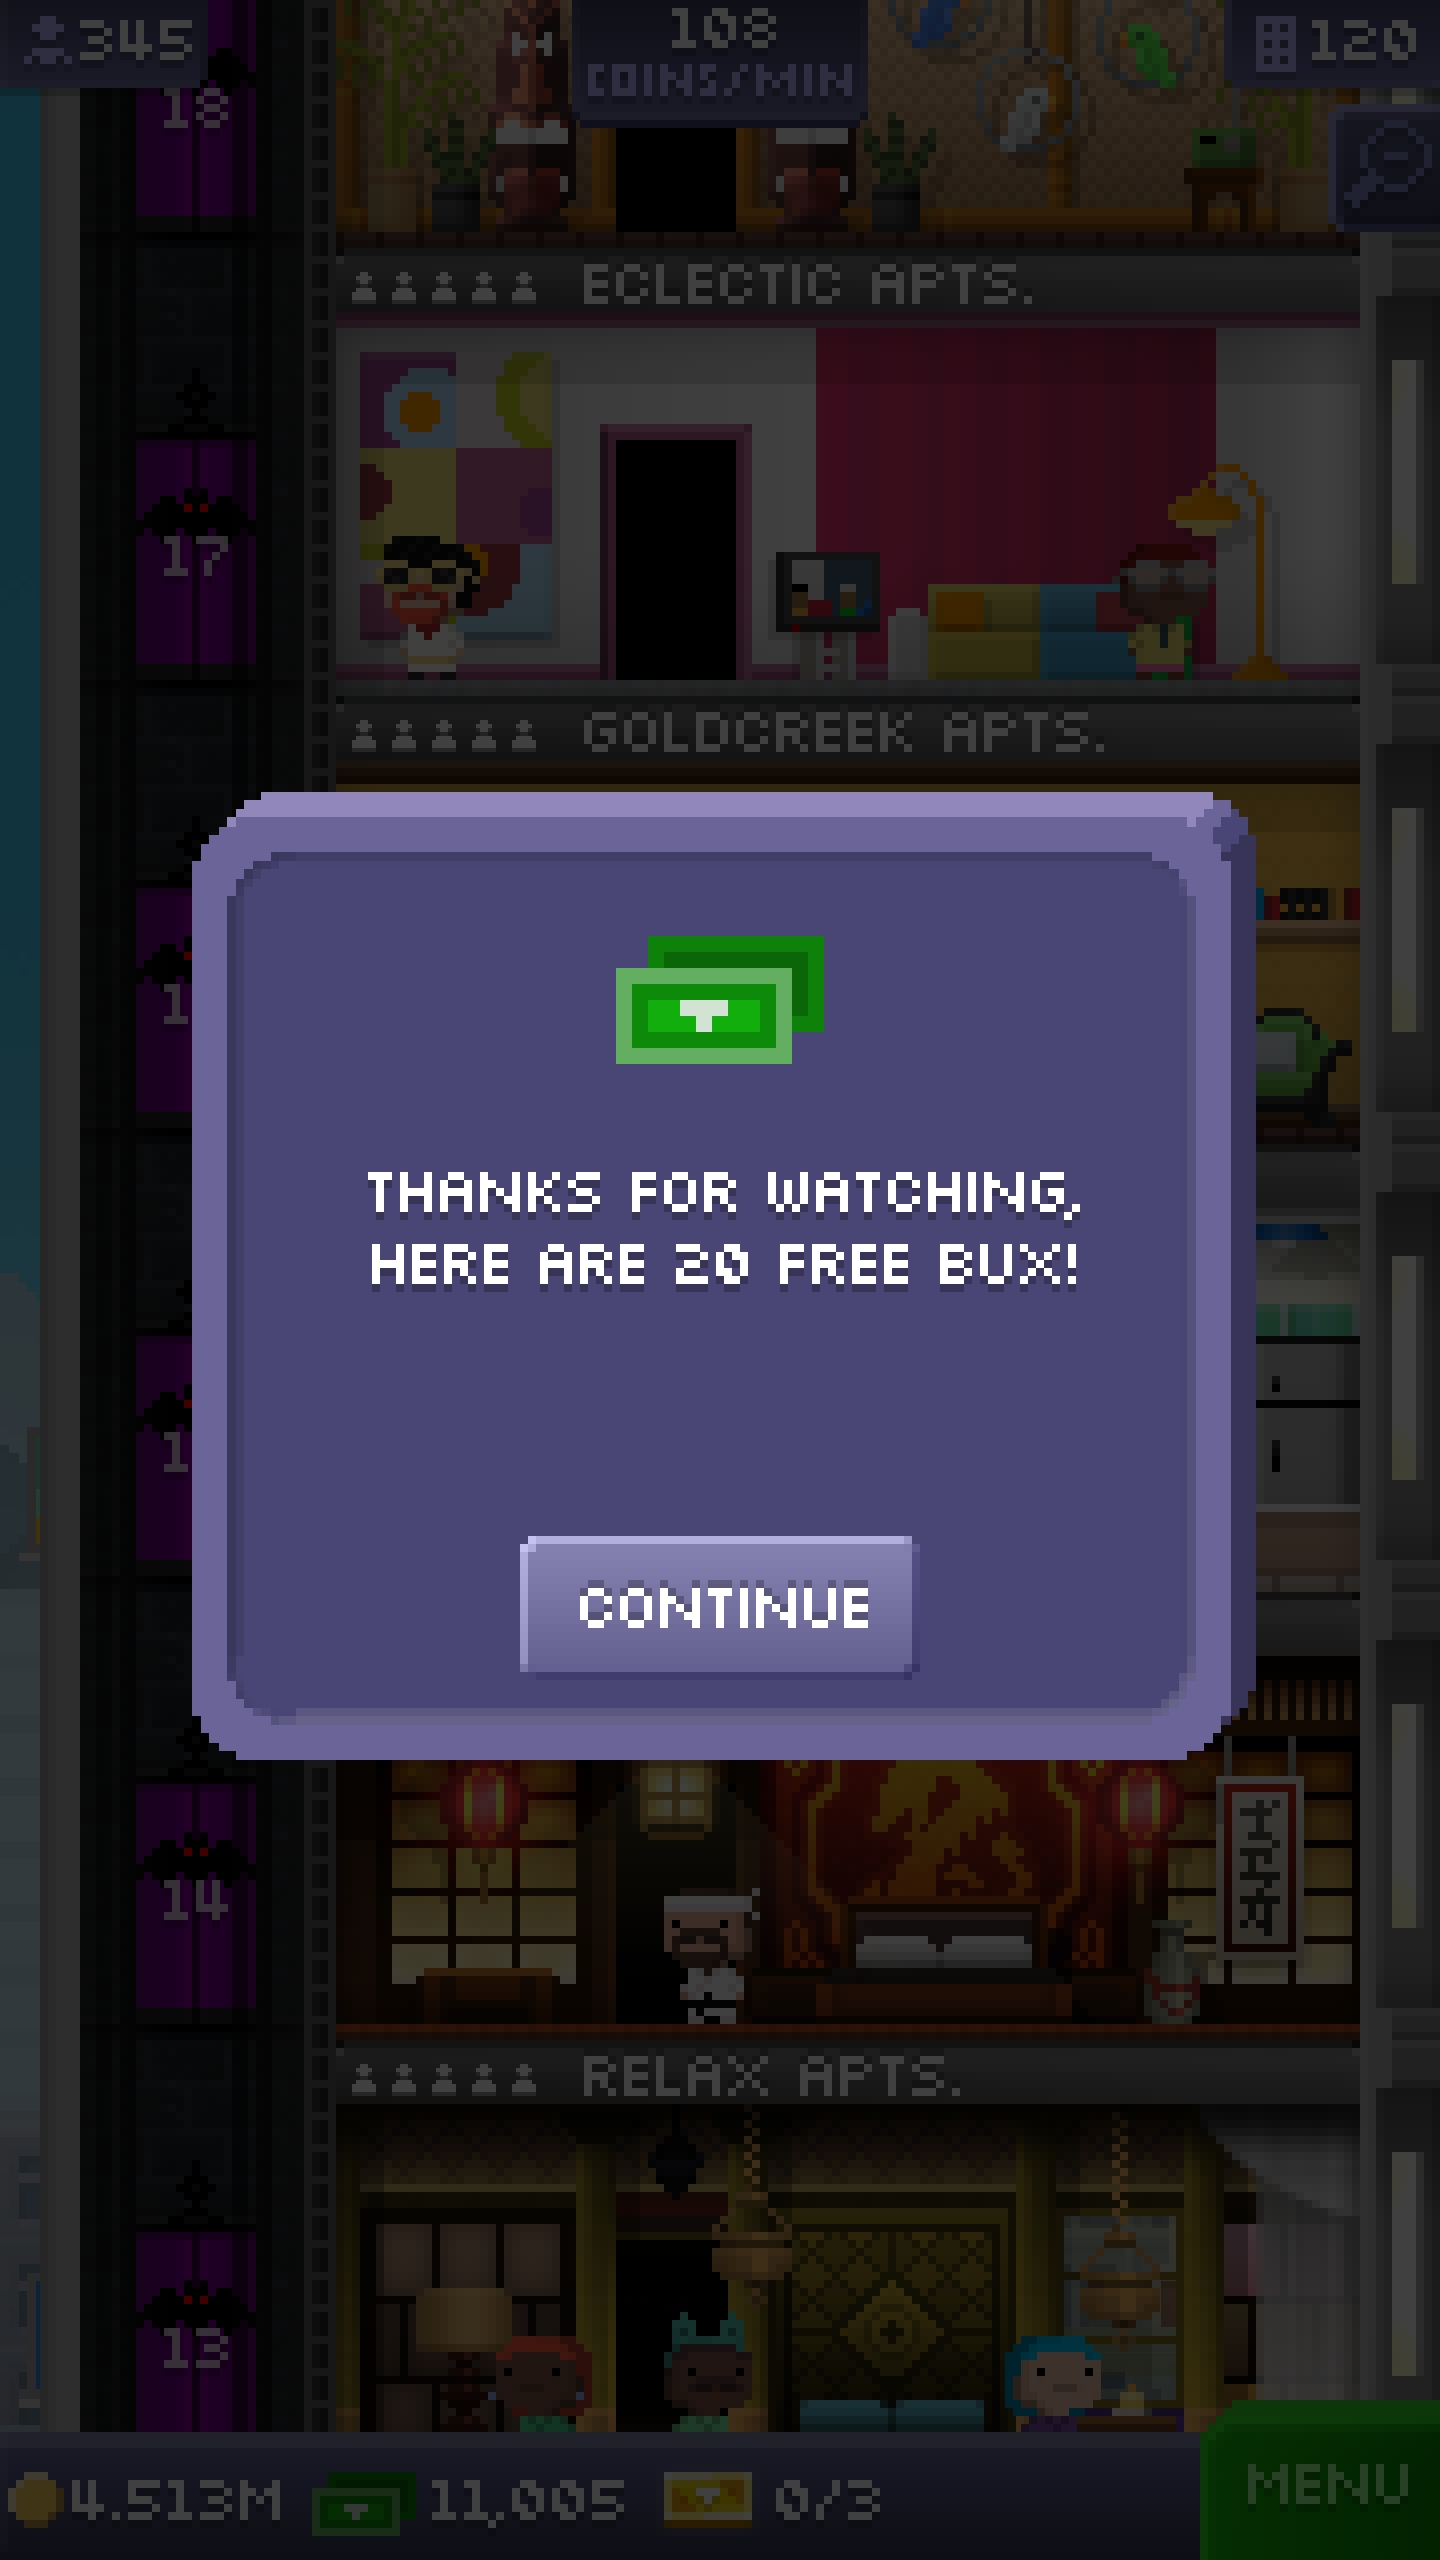 345
108
COINS/MIN
120
18
ECLECTIC APTS.
17
GOLDCREEK APTS.
THANKS FOR WATCHING,
HERE ARE 20 FREE BUX!
CONTINUE
14
RELAX APTS.
13
4.513M
11,005
0/3
MENU